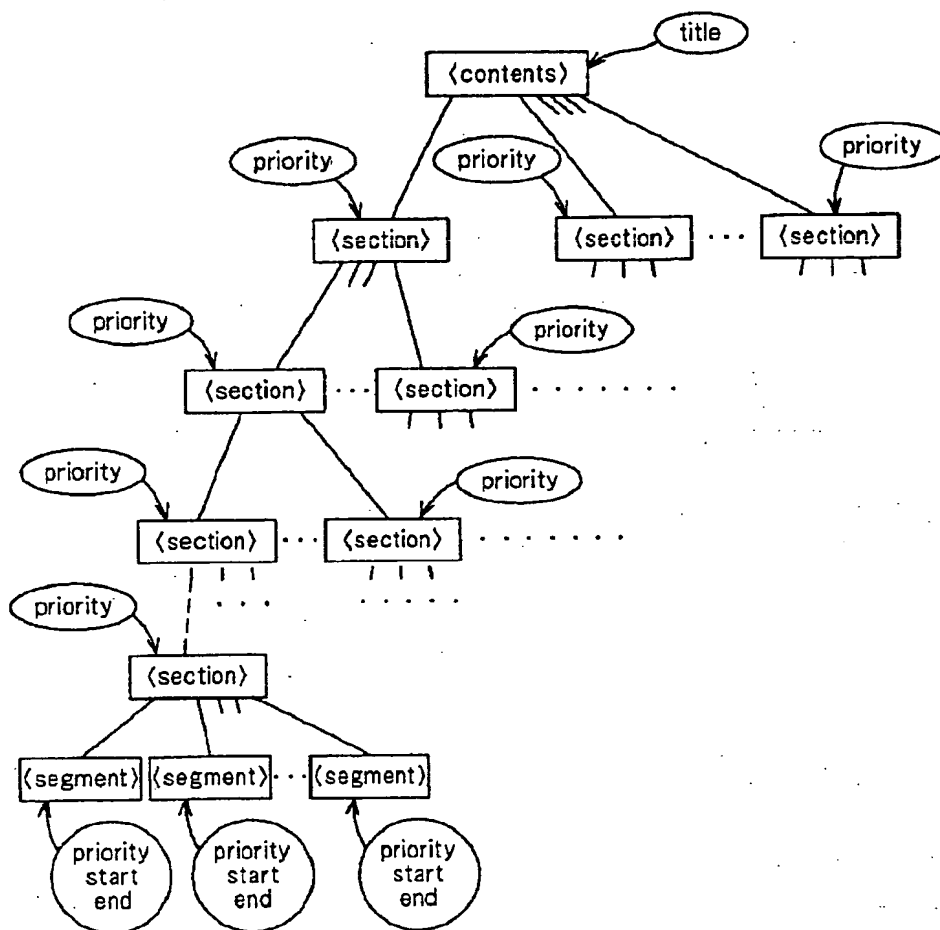 title
〈contents〉
priority
priority
priority
〈section〉
〈section〉
· · ·
〈section〉
priority
priority
〈section〉
· · ·
〈section〉
· · · · · · ·
priority
priority
〈section〉
· · ·
〈section〉
· · · · · · ·
priority
〈section〉
〈segment〉
〈segment〉
· · ·
〈segment〉
priority
start
end
priority
start
end
priority
start
end